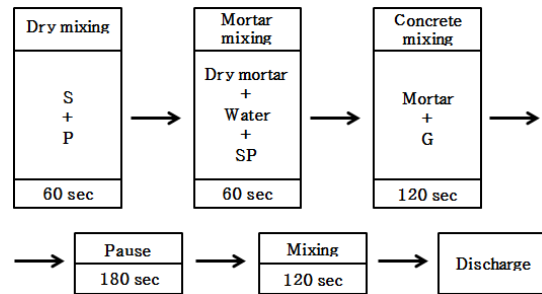 Dry mixing
S
+
P
60 sec
Mortar
mixing
Dry mortar
+
Water
+
SP
60 sec
Concrete
mixing
Mortar
+
G
120 sec
Pause
180 sec
Mixing
120 sec
Discharge